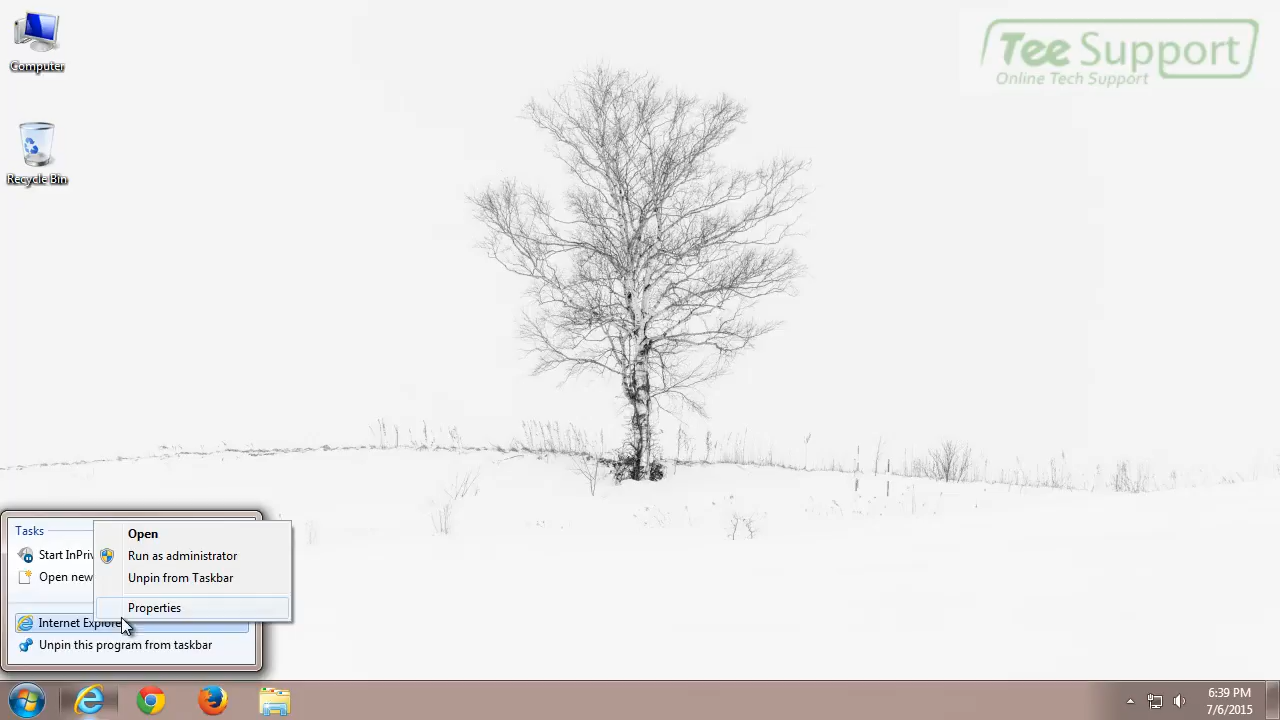 Computer
Recycle Bin
Tee Support
Online Tech Support
Tasks
Start InPriv
Open new
Internet Explore
Unpin this program from taskbar
Open
Run as administrator
Unpin from Taskbar
Properties
6:39 PM
7/6/2015